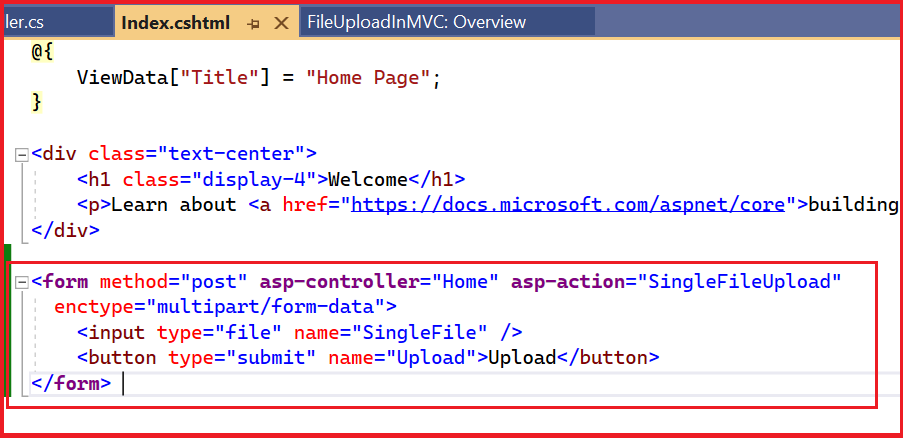 ler.cs Index.cshtml FileUploadInMVC: Overview
@{
ViewData["Title"] = "Home Page";
}
<div class="text-center">
<h1 class="display-4">Welcome</h1>
<p>Learn about <a href="https://docs.microsoft.com/aspnet/core">building
</div>
<form method="post" asp-controller="Home" asp-action="SingleFileUpload"
enctype="multipart/form-data">
<input type="file" name="SingleFile" />
<button type="submit" name="Upload">Upload</button>
</form>